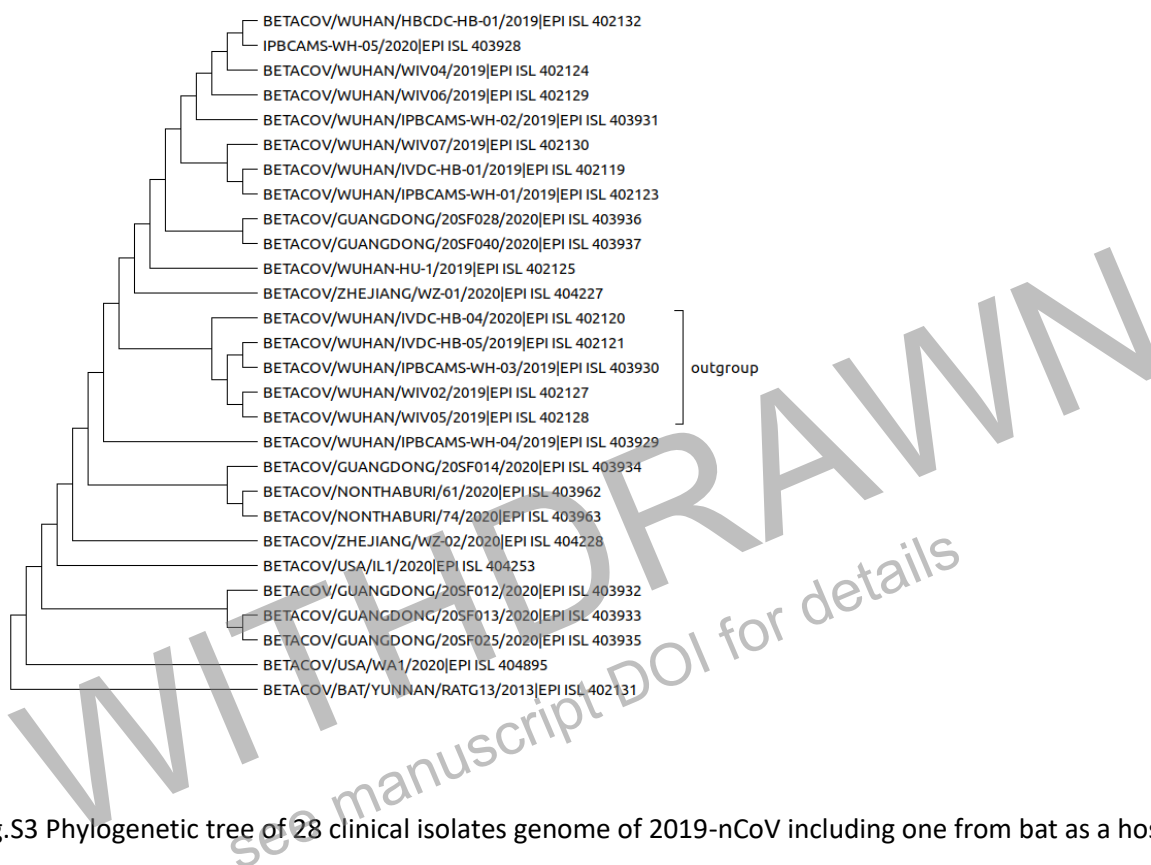 BETACOV/WUHAN/HBCDC-HB-01/2019|EPI ISL 402132
IPBCAMS-WH-05/2020|EPI ISL 403928
BETACOV/WUHAN/WIV04/2019|EPI ISL 402124
BETACOV/WUHAN/WIV06/2019|EPI ISL 402129
BETACOV/WUHAN/IPBCAMS-WH-02/2019|EPI ISL 403931
BETACOV/WUHAN/WIV07/2019|EPI ISL 402130
BETACOV/WUHAN/IVDC-HB-01/2019|EPI ISL 402119
BETACOV/WUHAN/IPBCAMS-WH-01/2019|EPI ISL 402123
BETACOV/GUANGDONG/20SF028/2020|EPI ISL 403936
BETACOV/GUANGDONG/20SF040/2020|EPI ISL 403937
BETACOV/WUHAN-HU-1/2019|EPI ISL 402125
BETACOV/ZHEJIANG/WZ-01/2020|EPI ISL 404227
BETACOV/WUHAN/IVDC-HB-04/2020|EPI ISL 402120
BETACOV/WUHAN/IVDC-HB-05/2019|EPI ISL 402121
BETACOV/WUHAN/IPBCAMS-WH-03/2019|EPI ISL 403930
outgroup
BETACOV/WUHAN/WIV02/2019|EPI ISL 402127
BETACOV/WUHAN/WIV05/2019|EPI ISL 402128
BETACOV/WUHAN/IPBCAMS-WH-04/2019|EPI ISL 403929
BETACOV/GUANGDONG/20SF014/2020|EPI ISL 403934
BETACOV/NONTHABURI/61/2020|EPI ISL 403962
BETACOV/NONTHABURI/74/2020|EPI ISL 403963
BETACOV/ZHEJIANG/WZ-02/2020|EPI ISL 404228
BETACOV/USA/IL1/2020|EPI ISL 404253
BETACOV/GUANGDONG/20SF012/2020|EPI ISL 403932
BETACOV/GUANGDONG/20SF013/2020|EPI ISL 403933
BETACOV/GUANGDONG/20SF025/2020|EPI ISL 403935
BETACOV/USA/WA1/2020|EPI ISL 404895
BETACOV/BAT/YUNNAN/RATG13/2013|EPI ISL 402131
WITHDRAWN
see manuscript DOI for details
g.S3 Phylogenetic tree of 28 clinical isolates genome of 2019-nCoV including one from bat as a hos